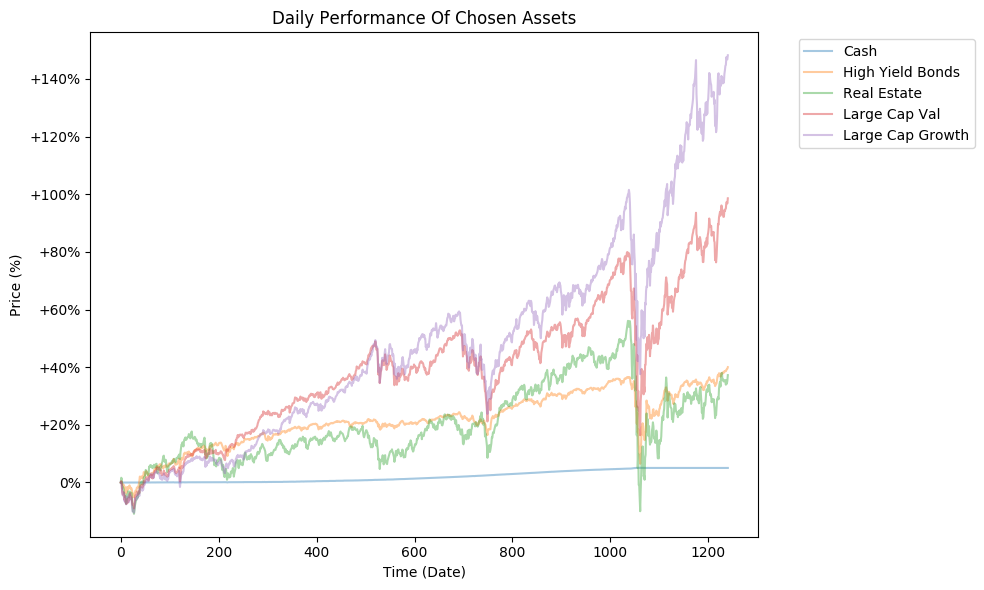 Daily Performance Of Chosen Assets
Cash
High Yield Bonds
Real Estate
Large Cap Val
Large Cap Growth
Price (%)
+140%
+120%
+100%
+80%
+60%
+40%
+20%
0%
0
200
400
600
800
1000
1200
Time (Date)